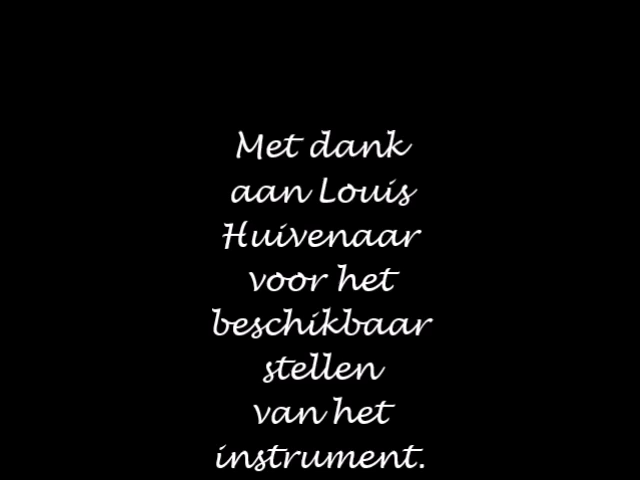 Met dank
aan Louis
Huivenaar
voor het
beschikbaar
stellen
van het
instrument.